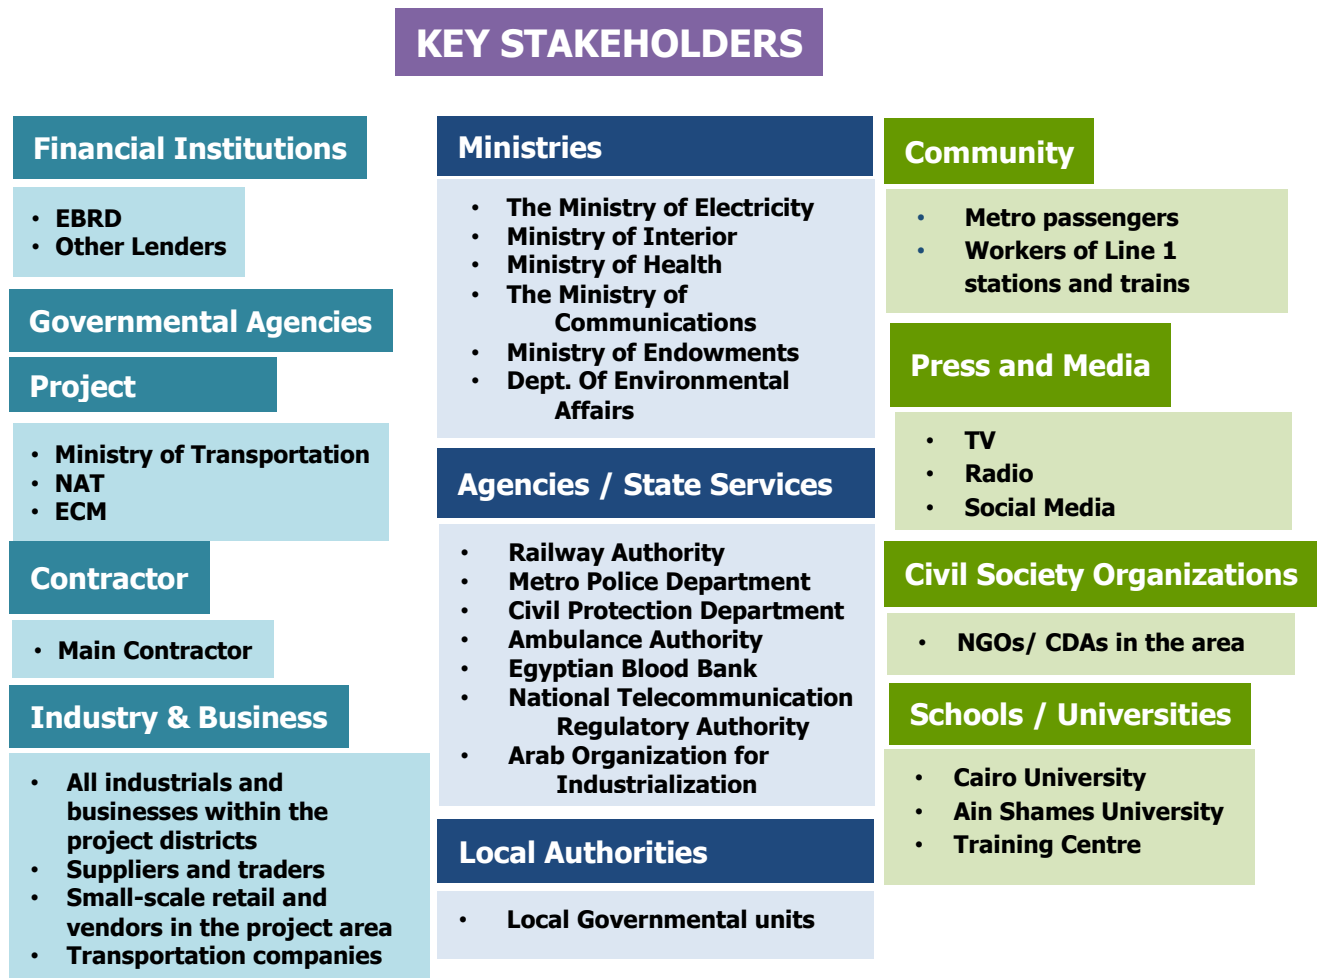 KEY STAKEHOLDERS
Financial Institutions
• EBRD
• Other Lenders
Governmental Agencies
Project
• Ministry of Transportation
• NAT
• ECM
Contractor
• Main Contractor
Industry & Business
• All industrials and
businesses within the
project districts
• Suppliers and traders
• Small-scale retail and
vendors in the project area
• Transportation companies
Ministries
• The Ministry of Electricity
• Ministry of Interior
• Ministry of Health
• The Ministry of
Communications
• Ministry of Endowments
• Dept. Of Environmental
Affairs
Agencies / State Services
• Railway Authority
• Metro Police Department
• Civil Protection Department
• Ambulance Authority
• Egyptian Blood Bank
• National Telecommunication
Regulatory Authority
• Arab Organization for
Industrialization
Local Authorities
• Local Governmental units
Community
• Metro passengers
• Workers of Line 1
stations and trains
Press and Media
• TV
• Radio
• Social Media
Civil Society Organizations
• NGOs/ CDAs in the area
Schools / Universities
• Cairo University
• Ain Shames University
• Training Centre